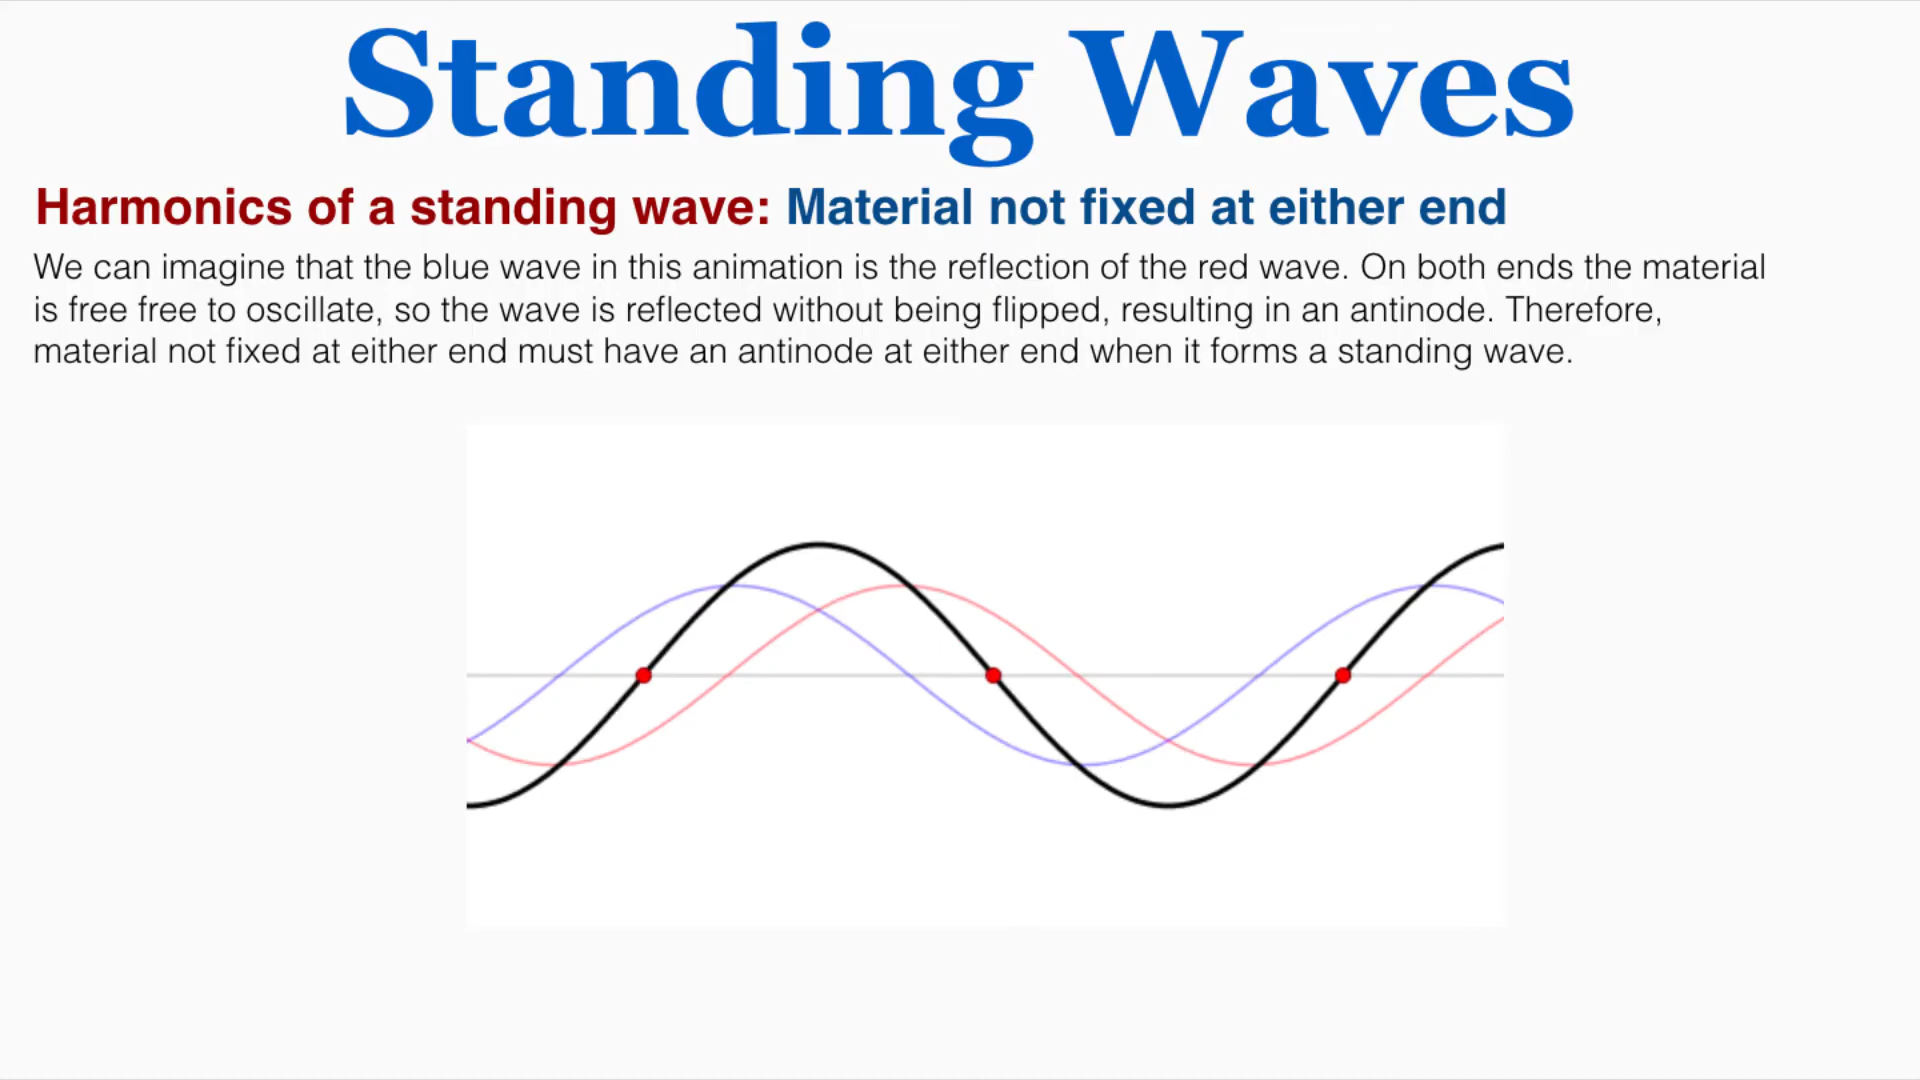 Standing Waves
Harmonics of a standing wave: Material not fixed at either end
We can imagine that the blue wave in this animation is the reflection of the red wave. On both ends the material
is free free to oscillate, so the wave is reflected without being flipped, resulting in an antinode. Therefore,
material not fixed at either end must have an antinode at either end when it forms a standing wave.